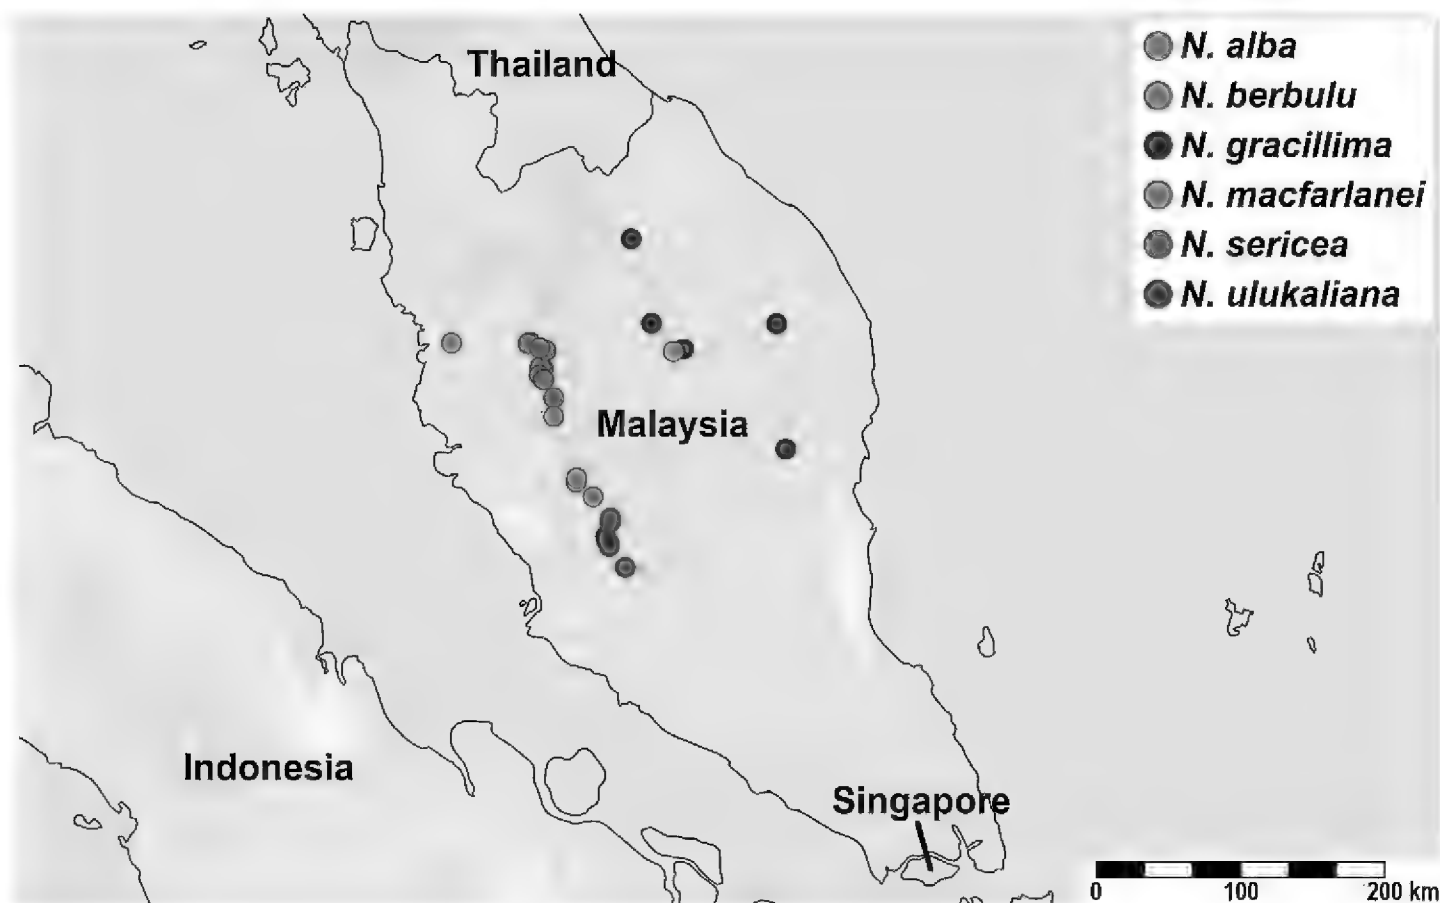 Thailand
N. alba
N. berbulu
N. gracillima
N. macfarlanei
N. sericea
N. ulukaliana
Malaysia
Indonesia
Singapore
0 100 200 km